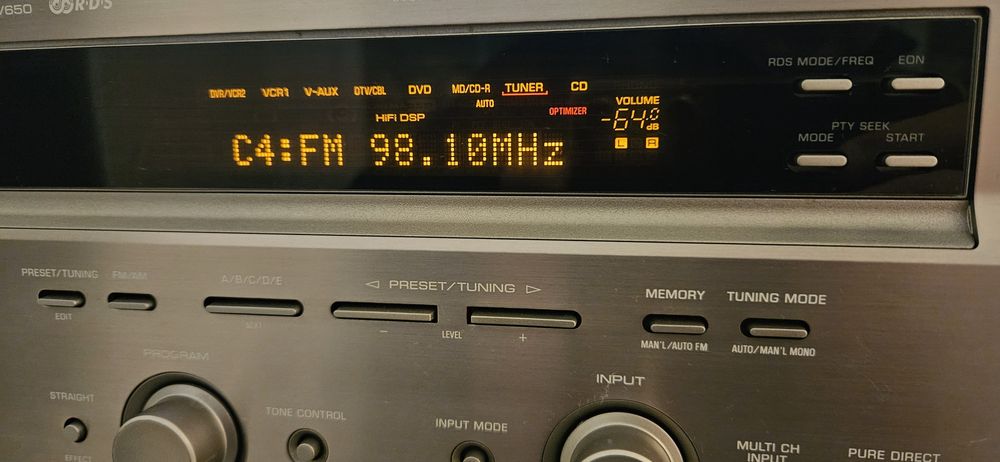 V650 R·D·S
RDS MODE/FREQ EON
DVR/VCR2 VCR1 V-AUX DTV/CBL DVD MD/CD-R TUNER CD
AUTO OPTIMIZER VOLUME
HiFi DSP -64.0 dB
L R
C4:FM 98.10MHz
PTY SEEK
MODE START
PRESET/TUNING FM/AM A/B/C/D/E ◁ PRESET/TUNING ▷ MEMORY TUNING MODE
EDIT NEXT – LEVEL + MAN'L/AUTO FM AUTO/MAN'L MONO
PROGRAM INPUT
STRAIGHT TONE CONTROL INPUT MODE
EFFECT MULTI CH
INPUT PURE DIRECT